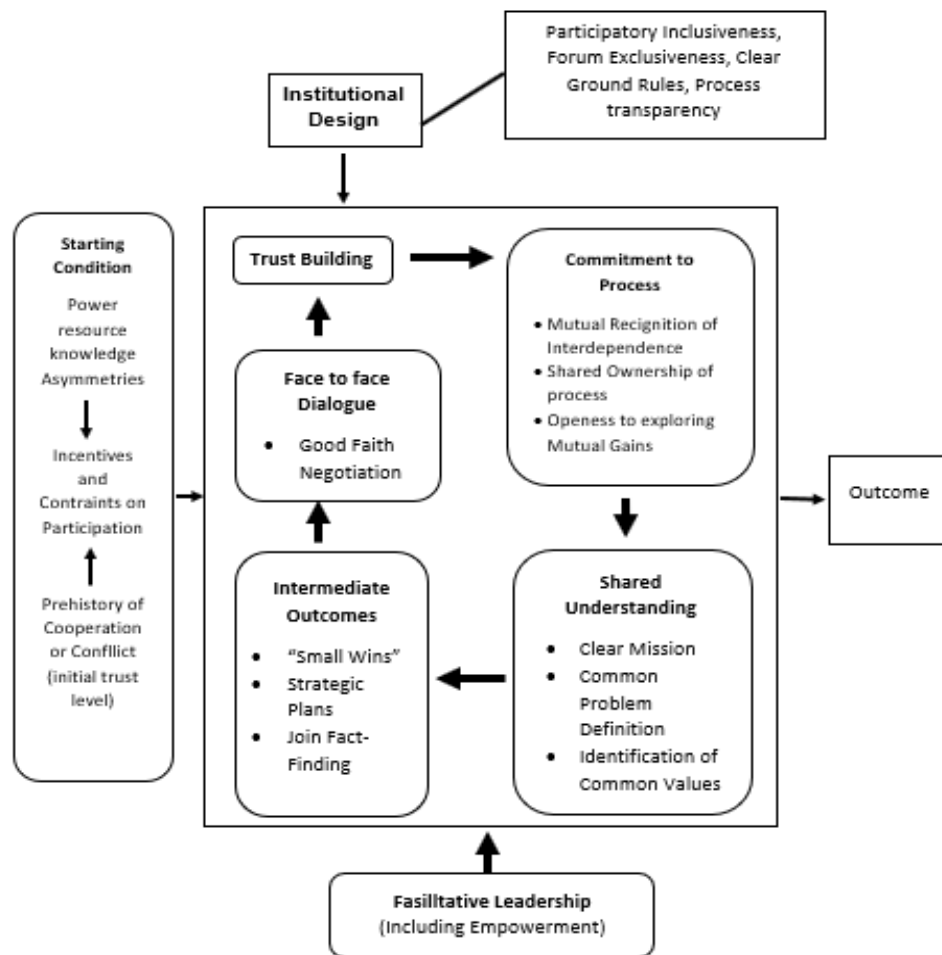 Participatory Inclusiveness,
Forum Exclusiveness, Clear
Ground Rules, Process
transparency
Institutional
Design
Starting
Condition
Power
resource
knowledge
Asymmetries
Incentives
and
Contraints on
Participation
Prehistory of
Cooperation
or Confllict
(initial trust
level)
Trust Building
Commitment to
Process
• Mutual Recignition of
Interdependence
• Shared Ownership of
process
• Openess to exploring
Mutual Gains
Face to face
Dialogue
• Good Faith
Negotiation
Intermediate
Outcomes
• “Small Wins”
• Strategic
Plans
• Join Fact-
Finding
Shared
Understanding
• Clear Mission
• Common
Problem
Definition
• Identification of
Common Values
Outcome
Fasilltative Leadership
(Including Empowerment)